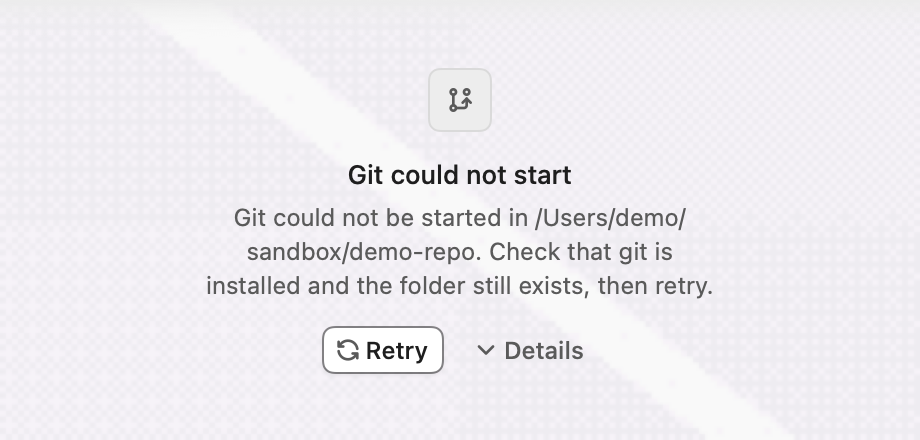 Git could not start
Git could not be started in /Users/demo/
sandbox/demo-repo. Check that git is
installed and the folder still exists, then retry.
Retry
Details